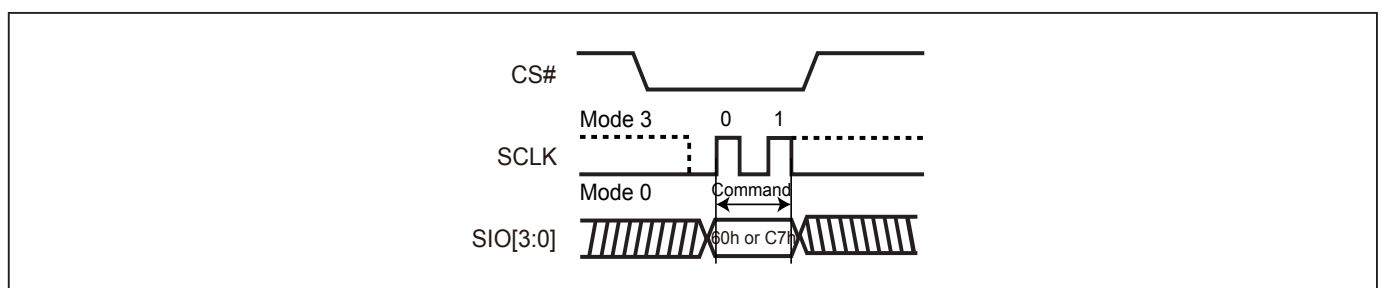 CS#
Mode 3 0 1
SCLK
Mode 0 Command
SIO[3:0] 60h or C7h